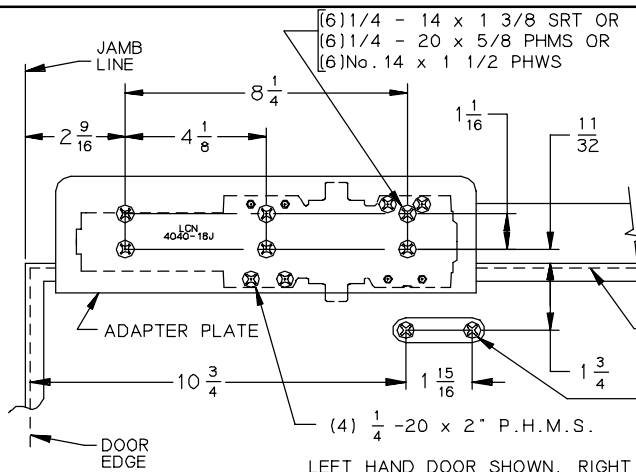 (6)1/4 - 14 x 1 3/8 SRT OR
(6)1/4 - 20 x 5/8 PHMS OR
(6)No.14 x 1 1/2 PHWS
JAMB
LINE
8 1/4
1 1/16
2 9/16
4 1/8
11/32
LCN
4040-18J
ADAPTER PLATE
10 3/4
1 15/16
1 3/4
(4) 1/4 -20 x 2" P.H.M.S.
DOOR
EDGE
LEFT HAND DOOR SHOWN, RIGHT